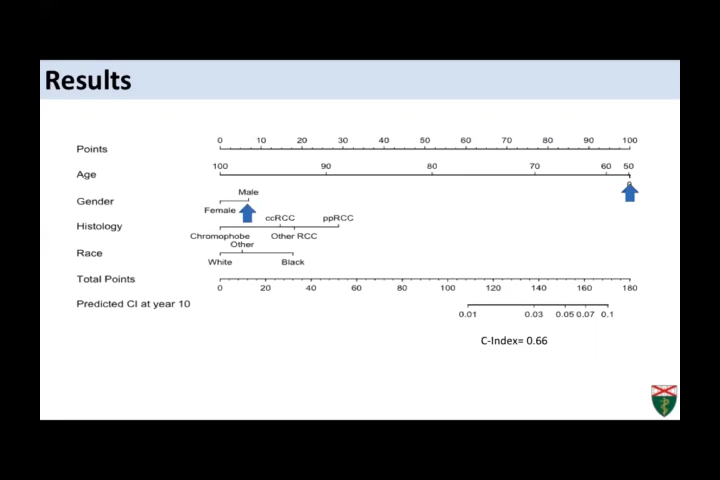 Results
Points
0 10 20 30 40 50 60 70 80 90 100
Age
100 90 80 70 60 50
0
Gender
Male
Female
Histology
ccRCC ppRCC
Chromophobe Other RCC
Race
Other
White Black
Total Points
0 20 40 60 80 100 120 140 160 180
Predicted CI at year 10
0.01 0.03 0.05 0.07 0.1
C-Index= 0.66